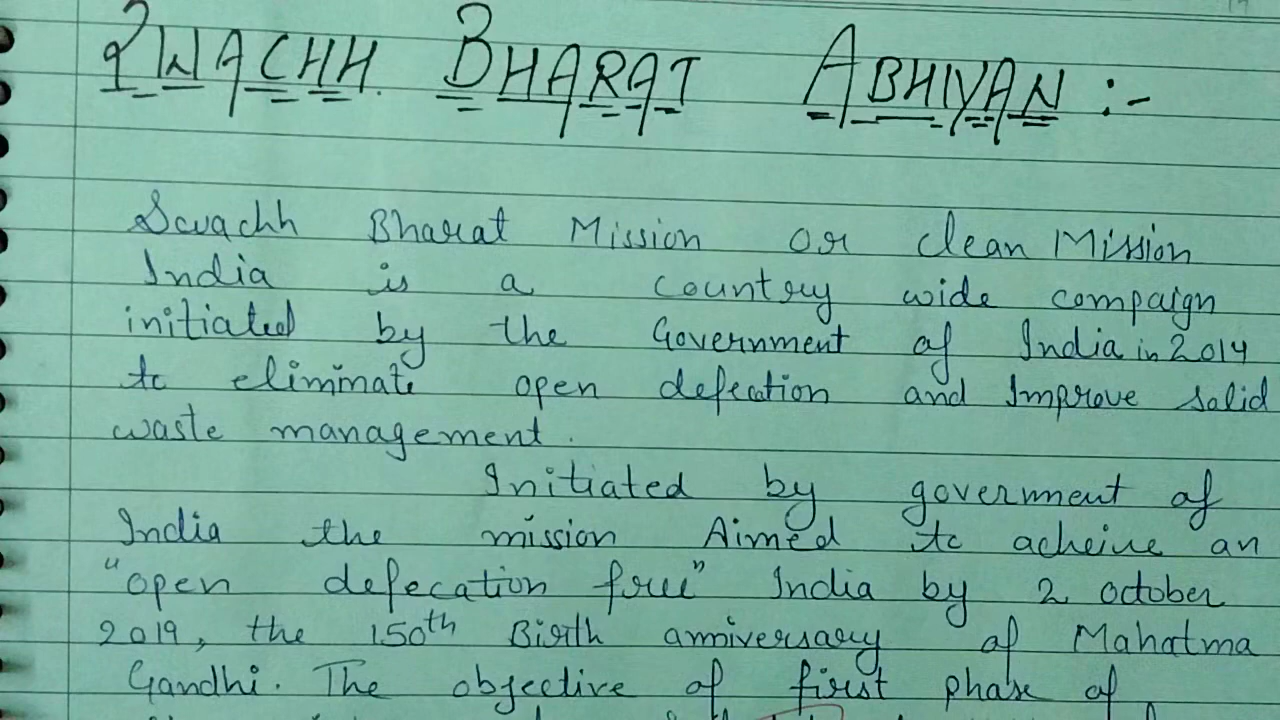 SWACHH BHARAT ABHIYAN :-
Swachh Bharat Mission or clean Mission
India is a country wide compaign
initiated by the Government of India in 2014
to eliminate open defection and Improve solid
waste management.
Initiated by government of
India the mission Aimed to acheive an
"open defecation free" India by 2 october
2019, the 150th Birth anniversary of Mahatma
Gandhi. The objective of first phase of